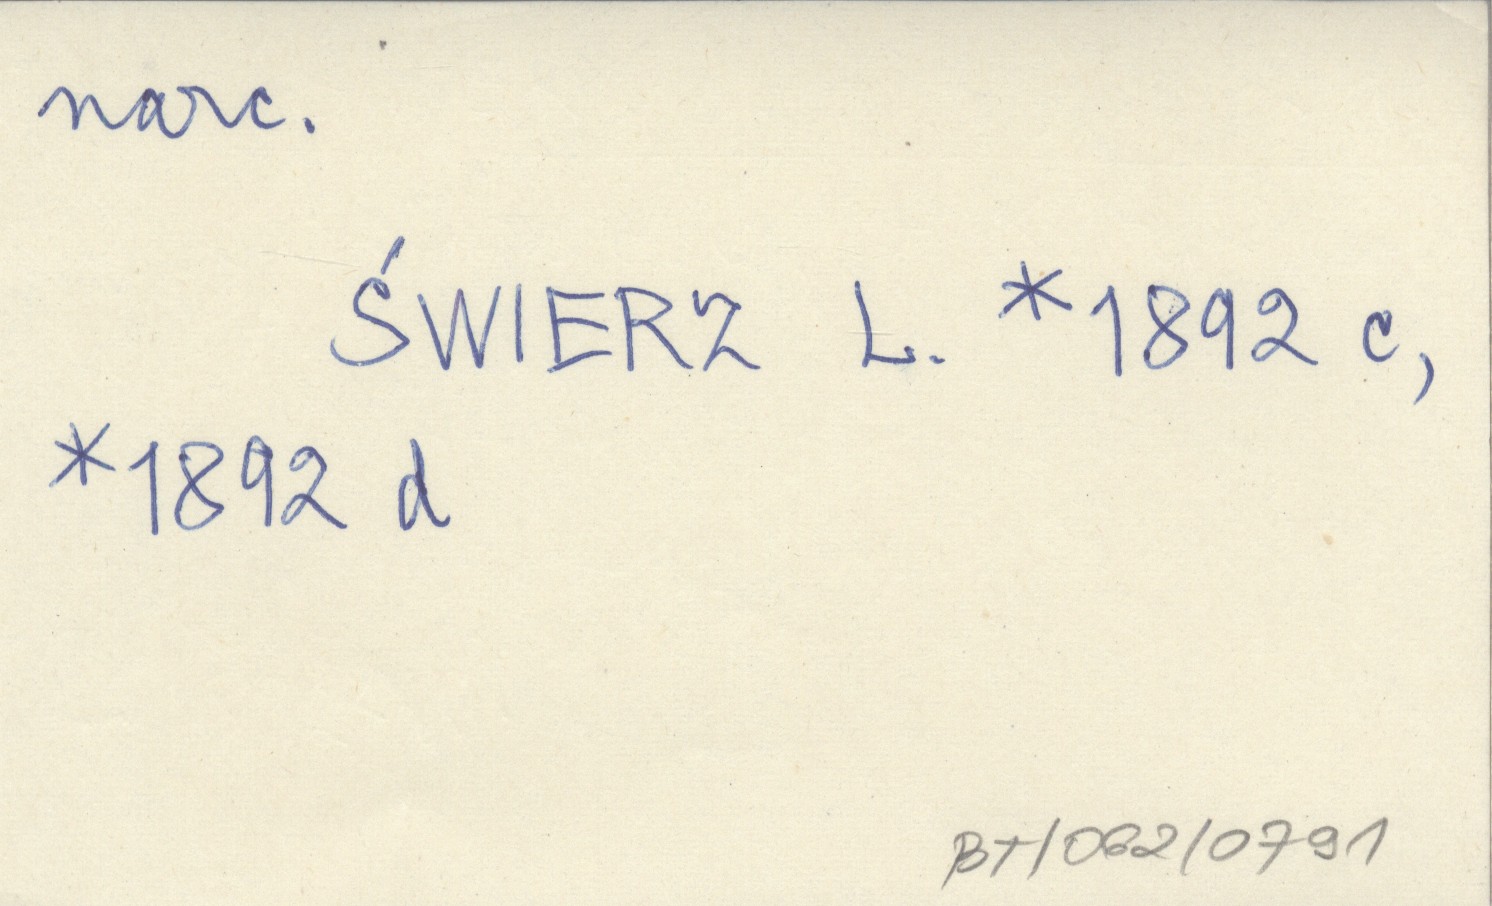 narc.
ŚWIERZ L. *1892 c,
*1892 d
BT/062/0791